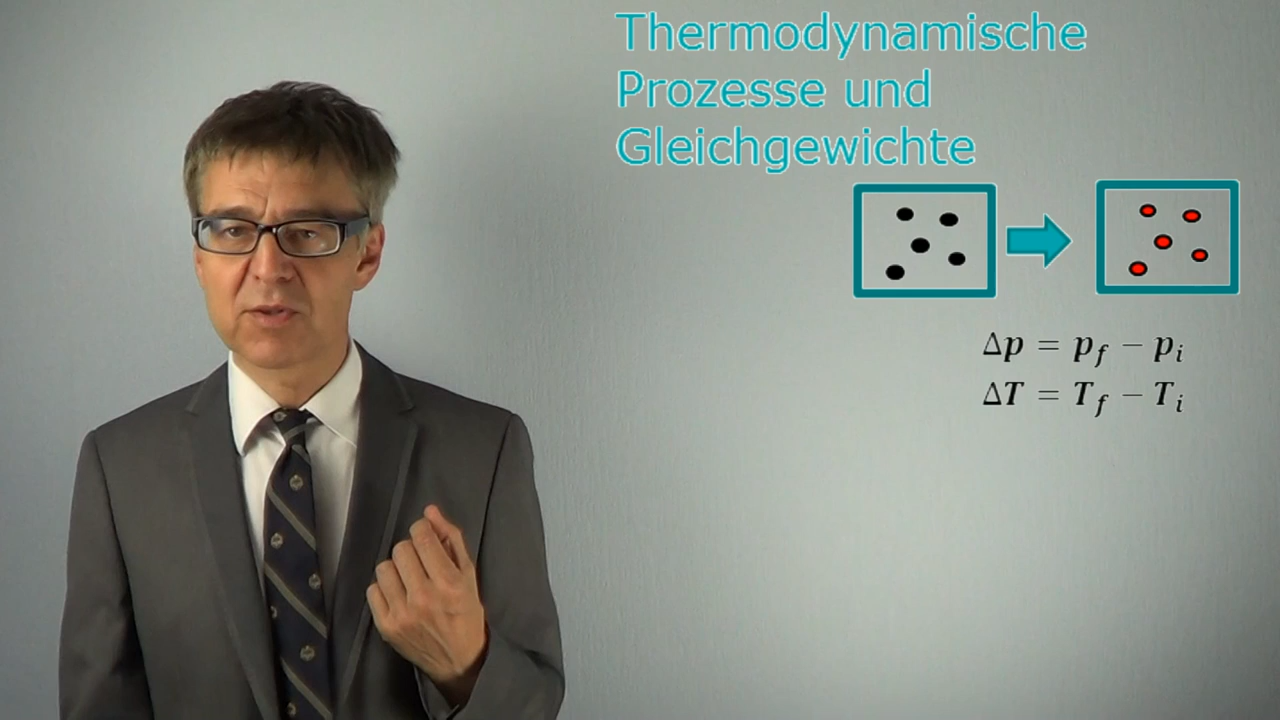 Thermodynamische
Prozesse und
Gleichgewichte
Δp = p_f − p_i
ΔT = T_f − T_i